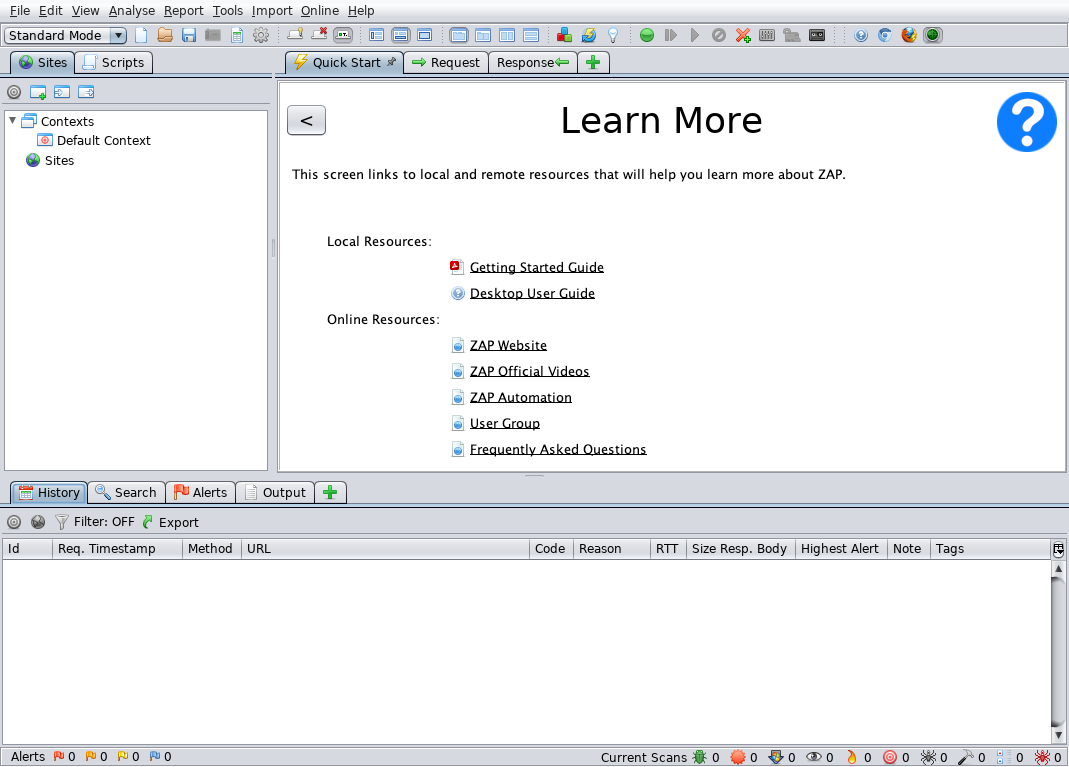 File Edit View Analyse Report Tools Import Online Help
Standard Mode
Sites Scripts
Quick Start Request Response
Contexts
Default Context
Sites
<
Learn More
?
This screen links to local and remote resources that will help you learn more about ZAP.
Local Resources:
Getting Started Guide
Desktop User Guide
Online Resources:
ZAP Website
ZAP Official Videos
ZAP Automation
User Group
Frequently Asked Questions
History Search Alerts Output
Filter: OFF Export
Id Req. Timestamp Method URL Code Reason RTT Size Resp. Body Highest Alert Note Tags
Alerts 0 0 0 0 Current Scans 0 0 0 0 0 0 0 0 0 0